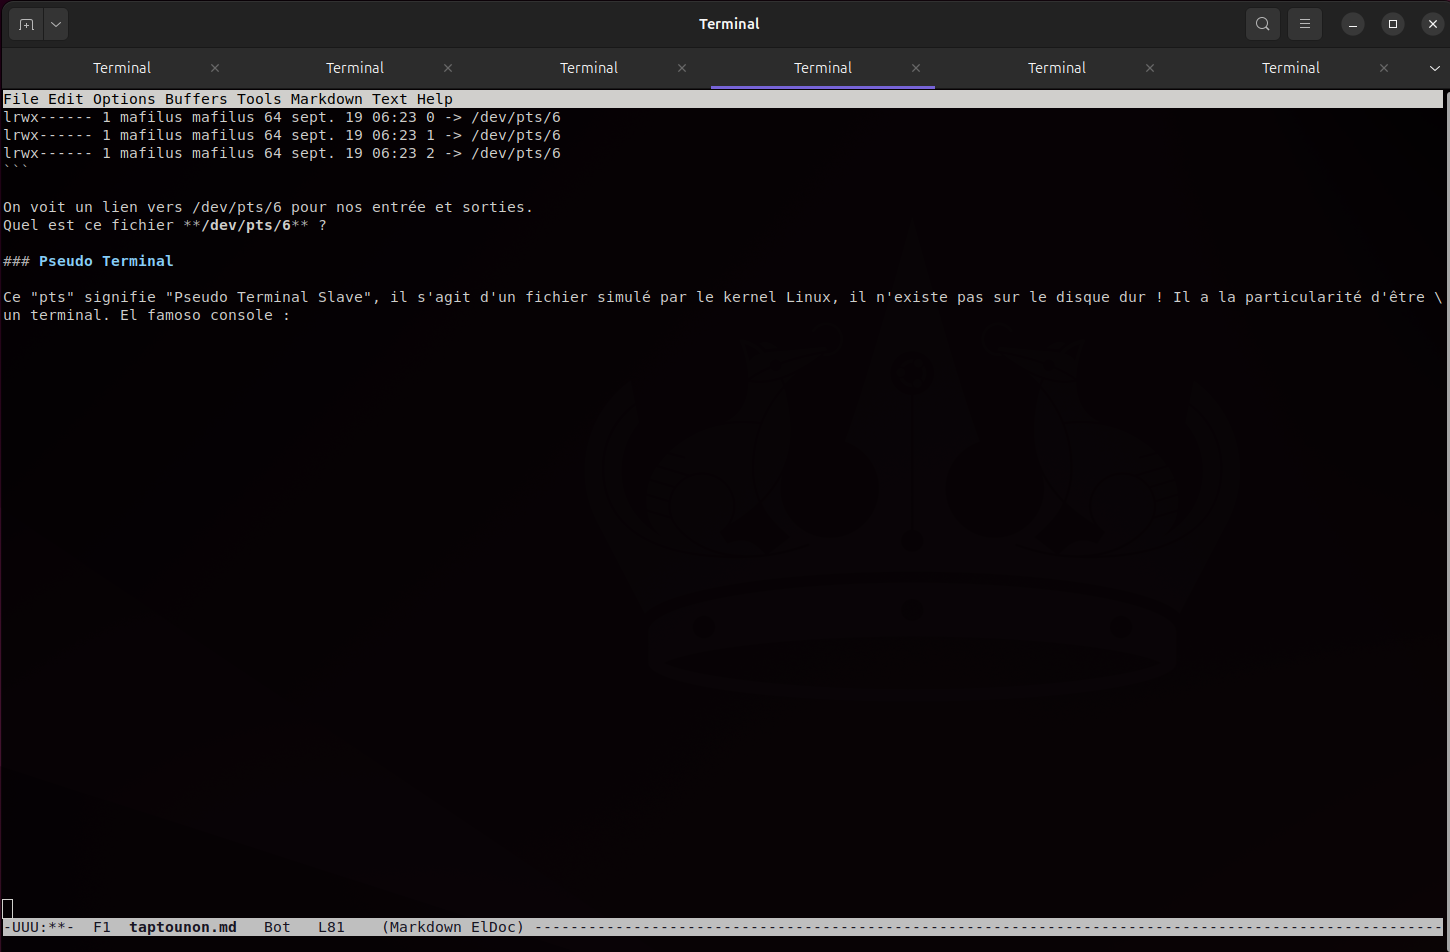 Terminal
Terminal Terminal Terminal Terminal Terminal Terminal
File Edit Options Buffers Tools Markdown Text Help
lrwx------ 1 mafilus mafilus 64 sept. 19 06:23 0 -> /dev/pts/6
lrwx------ 1 mafilus mafilus 64 sept. 19 06:23 1 -> /dev/pts/6
lrwx------ 1 mafilus mafilus 64 sept. 19 06:23 2 -> /dev/pts/6
```
On voit un lien vers /dev/pts/6 pour nos entrée et sorties.
Quel est ce fichier **/dev/pts/6** ?
### Pseudo Terminal
Ce "pts" signifie "Pseudo Terminal Slave", il s'agit d'un fichier simulé par le kernel Linux, il n'existe pas sur le disque dur ! Il a la particularité d'être \
un terminal. El famoso console :
-UUU:**-  F1  taptounon.md   Bot   L81    (Markdown ElDoc) -----------------------------------------------------------------------------------------------------